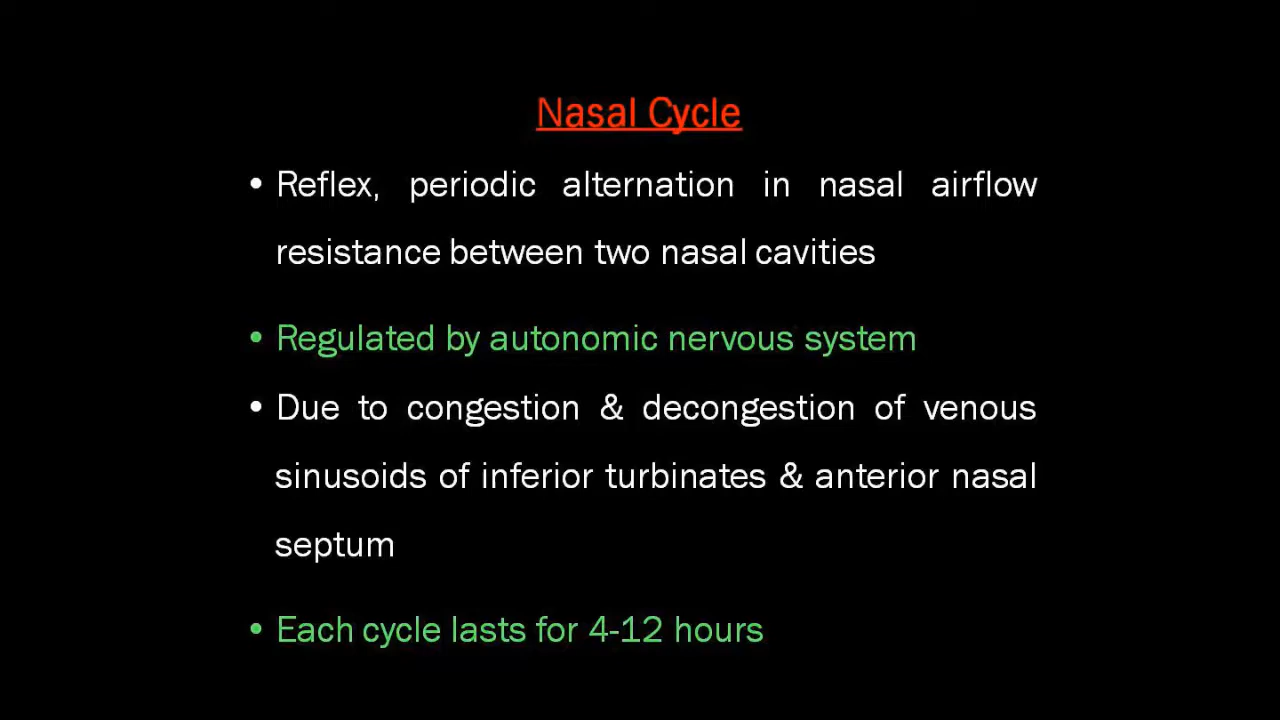 Nasal Cycle
• Reflex, periodic alternation in nasal airflow
resistance between two nasal cavities
• Regulated by autonomic nervous system
• Due to congestion & decongestion of venous
sinusoids of inferior turbinates & anterior nasal
septum
• Each cycle lasts for 4-12 hours